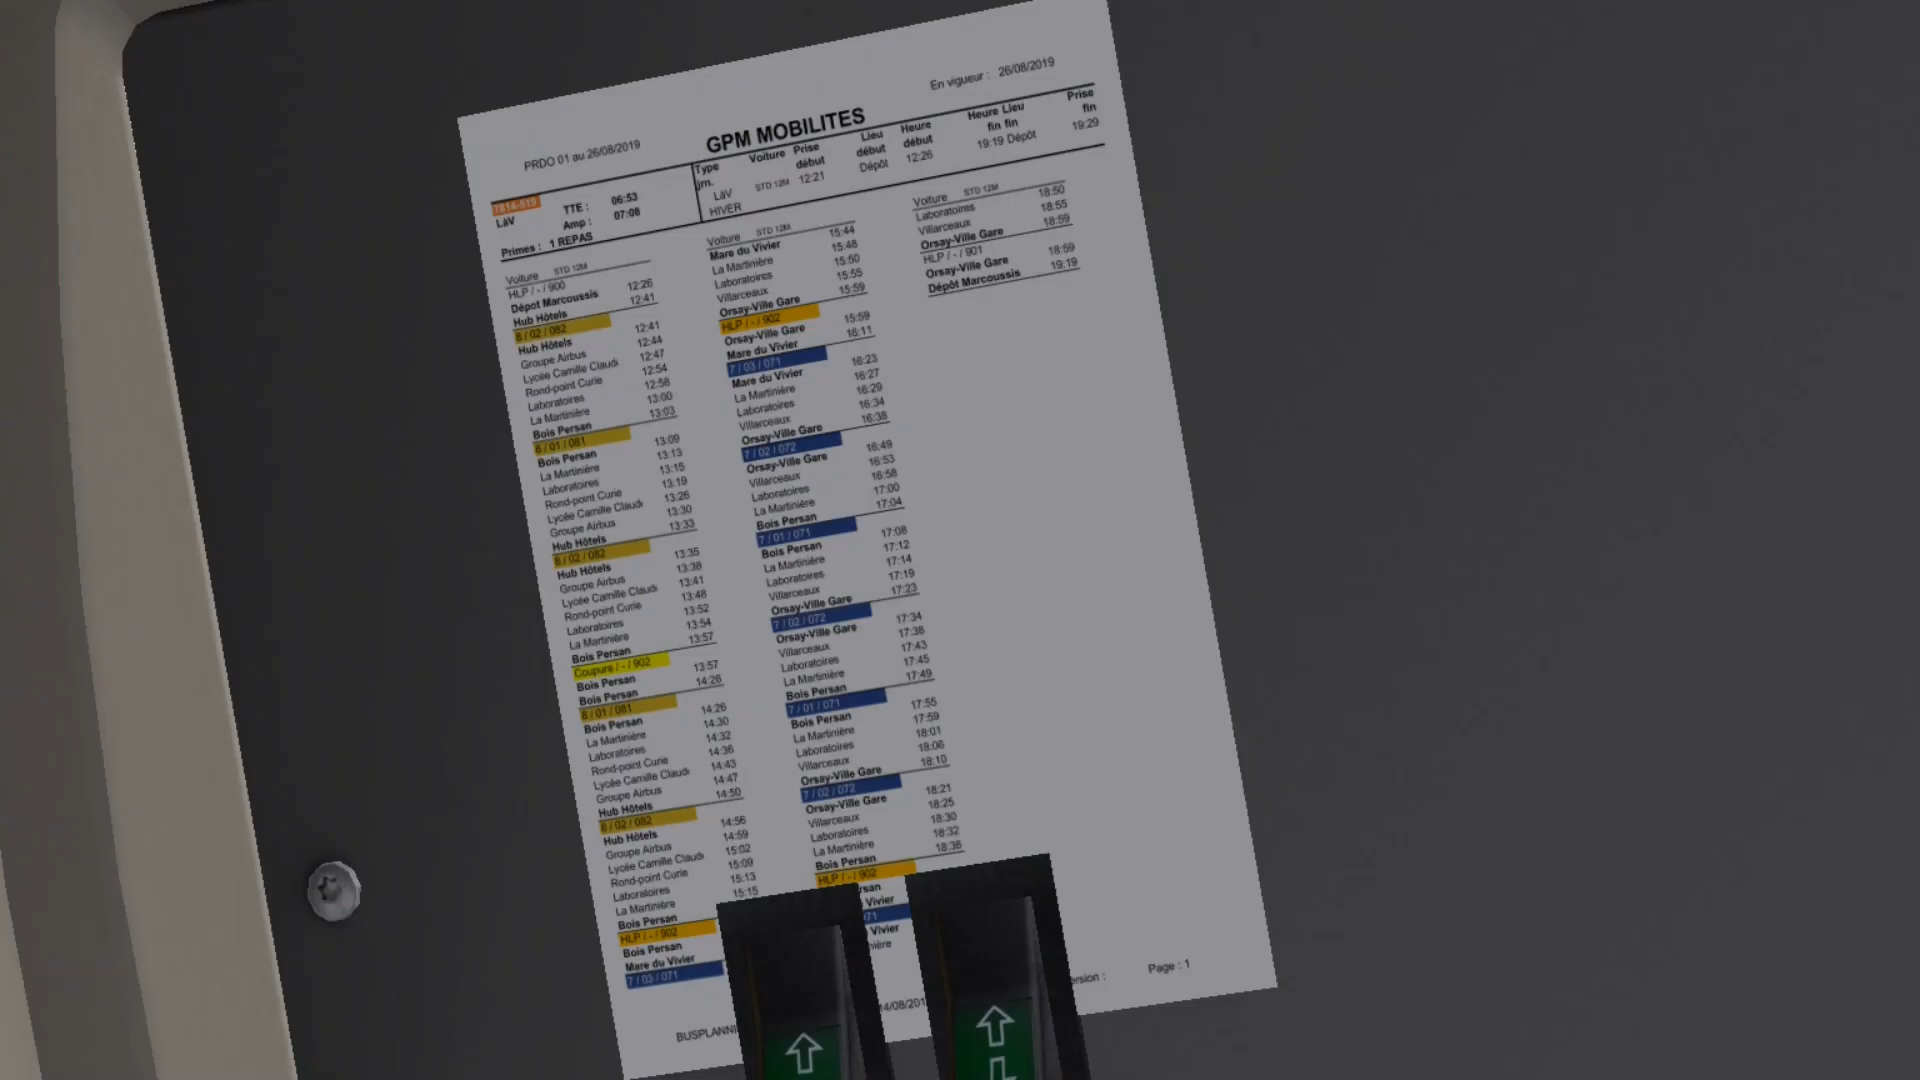 En vigueur : 26/08/2019
PRDO 01 au 26/08/2019
GPM MOBILITES
7814-519
LàV
TTE : 06:53
Amp : 07:08
Primes : 1 REPAS
Type jrn. Voiture Prise début Lieu début Heure début Heure fin Lieu fin Prise fin
LàV STD 12M 12:21 Dépôt 12:26 19:19 Dépôt 19:29
HIVER
Voiture STD 12M
HLP / - / 900
Dépot Marcoussis 12:26
Hub Hôtels 12:41
8 / 02 / 082
Hub Hôtels 12:41
Groupe Airbus 12:44
Lycée Camille Claud 12:47
Rond-point Curie 12:54
Laboratoires 12:58
La Martinière 13:00
Bois Persan 13:03
8 / 01 / 081
Bois Persan 13:09
La Martinière 13:13
Laboratoires 13:15
Rond-point Curie 13:19
Lycée Camille Claud 13:26
Groupe Airbus 13:30
Hub Hôtels 13:33
8 / 02 / 082
Hub Hôtels 13:35
Groupe Airbus 13:38
Lycée Camille Claud 13:41
Rond-point Curie 13:48
Laboratoires 13:52
La Martinière 13:54
Bois Persan 13:57
Coupure / - / 902
Bois Persan 13:57
Bois Persan 14:26
8 / 01 / 081
Bois Persan 14:26
La Martinière 14:30
Laboratoires 14:32
Rond-point Curie 14:36
Lycée Camille Claud 14:43
Groupe Airbus 14:47
Hub Hôtels 14:50
8 / 02 / 082
Hub Hôtels 14:56
Groupe Airbus 14:59
Lycée Camille Claud 15:02
Rond-point Curie 15:09
Laboratoires 15:13
La Martinière 15:15
Bois Persan
HLP / - / 902
Bois Persan
Mare du Vivier
7 / 03 / 071
Voiture STD 12M
Mare du Vivier 15:44
La Martinière 15:48
Laboratoires 15:50
Villarceaux 15:55
Orsay-Ville Gare 15:59
HLP / - / 902
Orsay-Ville Gare 15:59
Mare du Vivier 16:11
7 / 03 / 071
Mare du Vivier 16:23
La Martinière 16:27
Laboratoires 16:29
Villarceaux 16:34
Orsay-Ville Gare 16:38
7 / 02 / 072
Orsay-Ville Gare 16:49
Villarceaux 16:53
Laboratoires 16:58
La Martinière 17:00
Bois Persan 17:04
7 / 01 / 071
Bois Persan 17:08
La Martinière 17:12
Laboratoires 17:14
Villarceaux 17:19
Orsay-Ville Gare 17:23
7 / 02 / 072
Orsay-Ville Gare 17:34
Villarceaux 17:38
Laboratoires 17:43
La Martinière 17:45
Bois Persan 17:49
7 / 01 / 071
Bois Persan 17:55
La Martinière 17:59
Laboratoires 18:01
Villarceaux 18:06
Orsay-Ville Gare 18:10
7 / 02 / 072
Orsay-Ville Gare 18:21
Villarceaux 18:25
Laboratoires 18:30
La Martinière 18:32
Bois Persan 18:36
HLP / - / 902
rsan
Vivier
71
Vivier
ière
Voiture STD 12M
Laboratoires 18:50
Villarceaux 18:55
Orsay-Ville Gare 18:59
HLP / - / 901
Orsay-Ville Gare 18:59
Dépôt Marcoussis 19:19
BUSPLANNI
4/08/201
ersion :
Page : 1